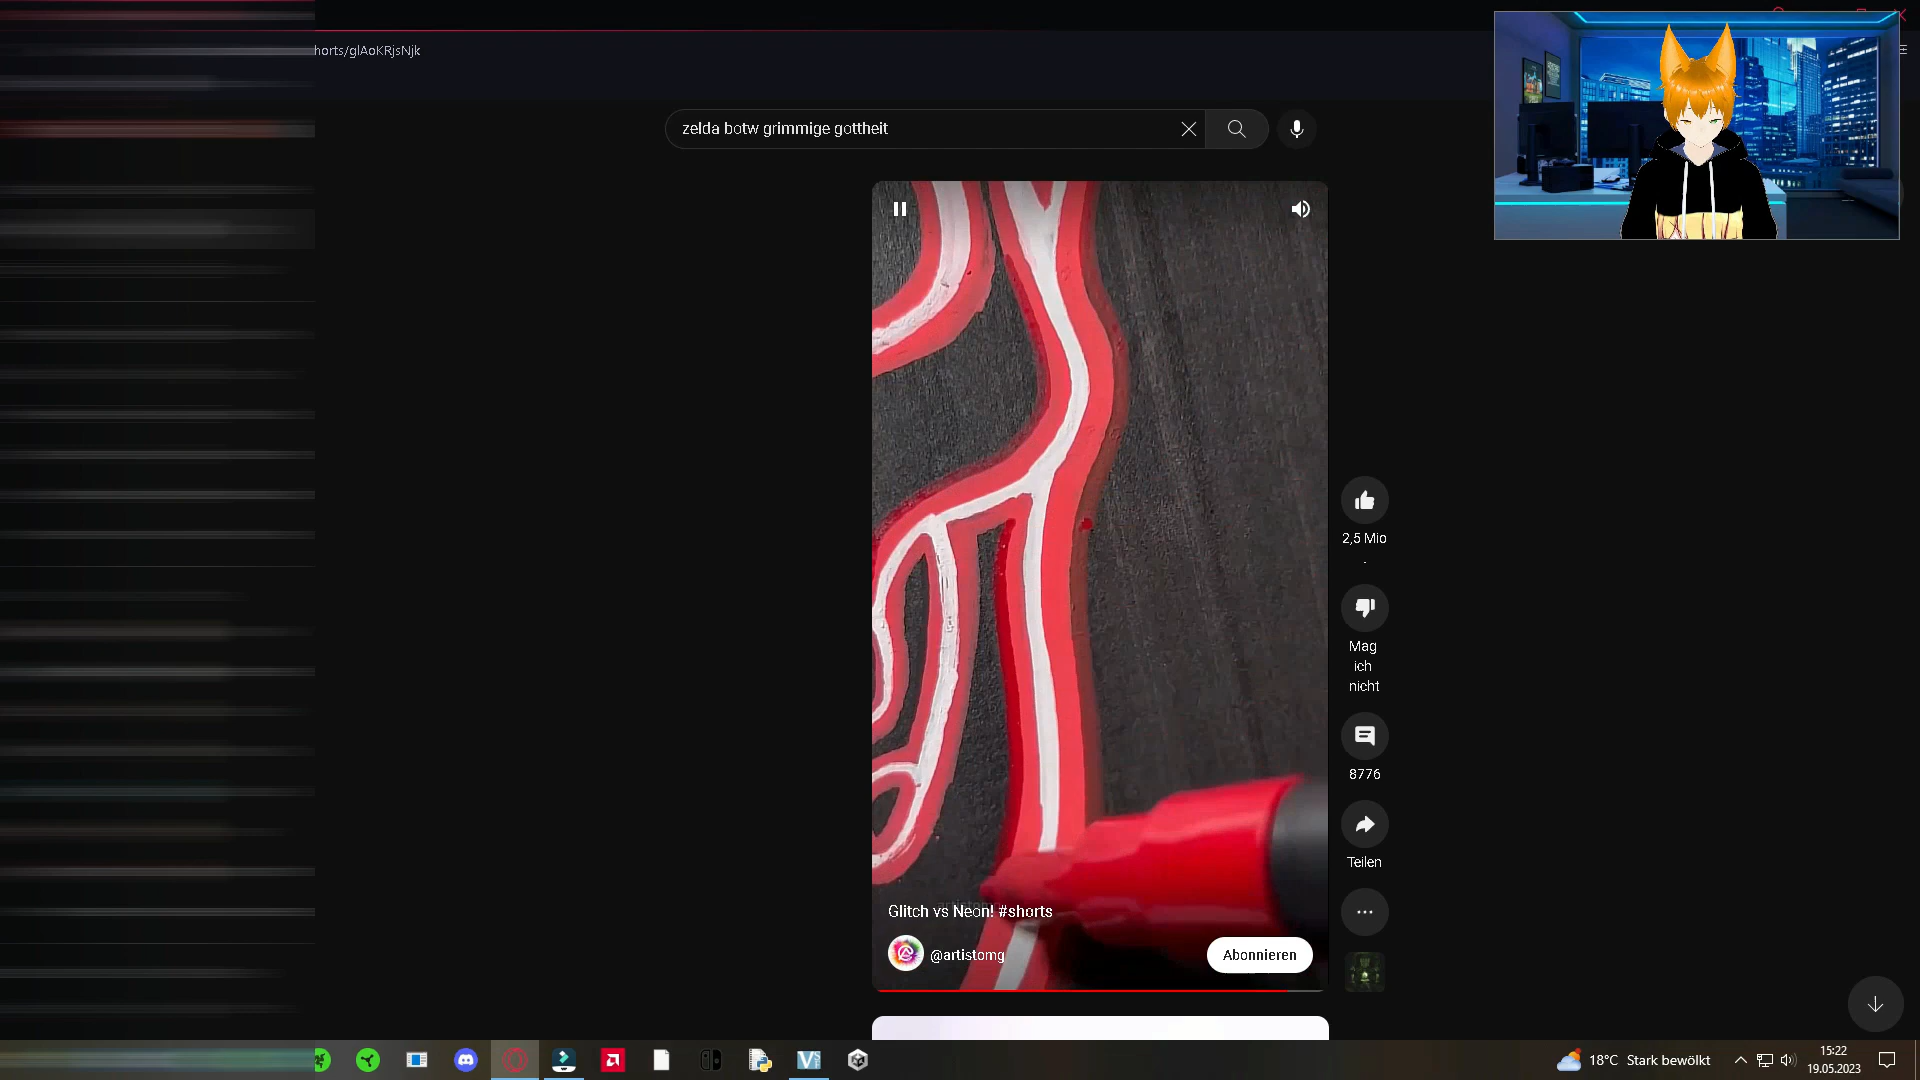 horts/glAoKRjsNjk
zelda botw grimmige gottheit
2,5 Mio
.
Mag
ich
nicht
8776
Teilen
Glitch vs Neon! #shorts
@artistomg
Abonnieren
18°C Stark bewölkt
15:22
19.05.2023